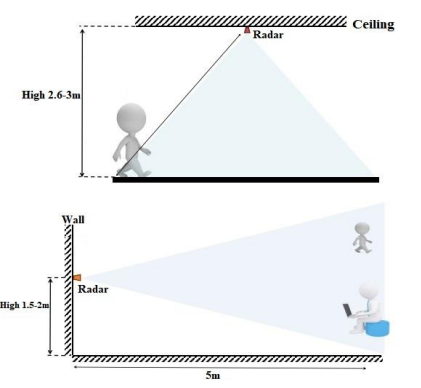 Ceiling
Radar
High 2.6-3m
Wall
Radar
High 1.5-2m
5m